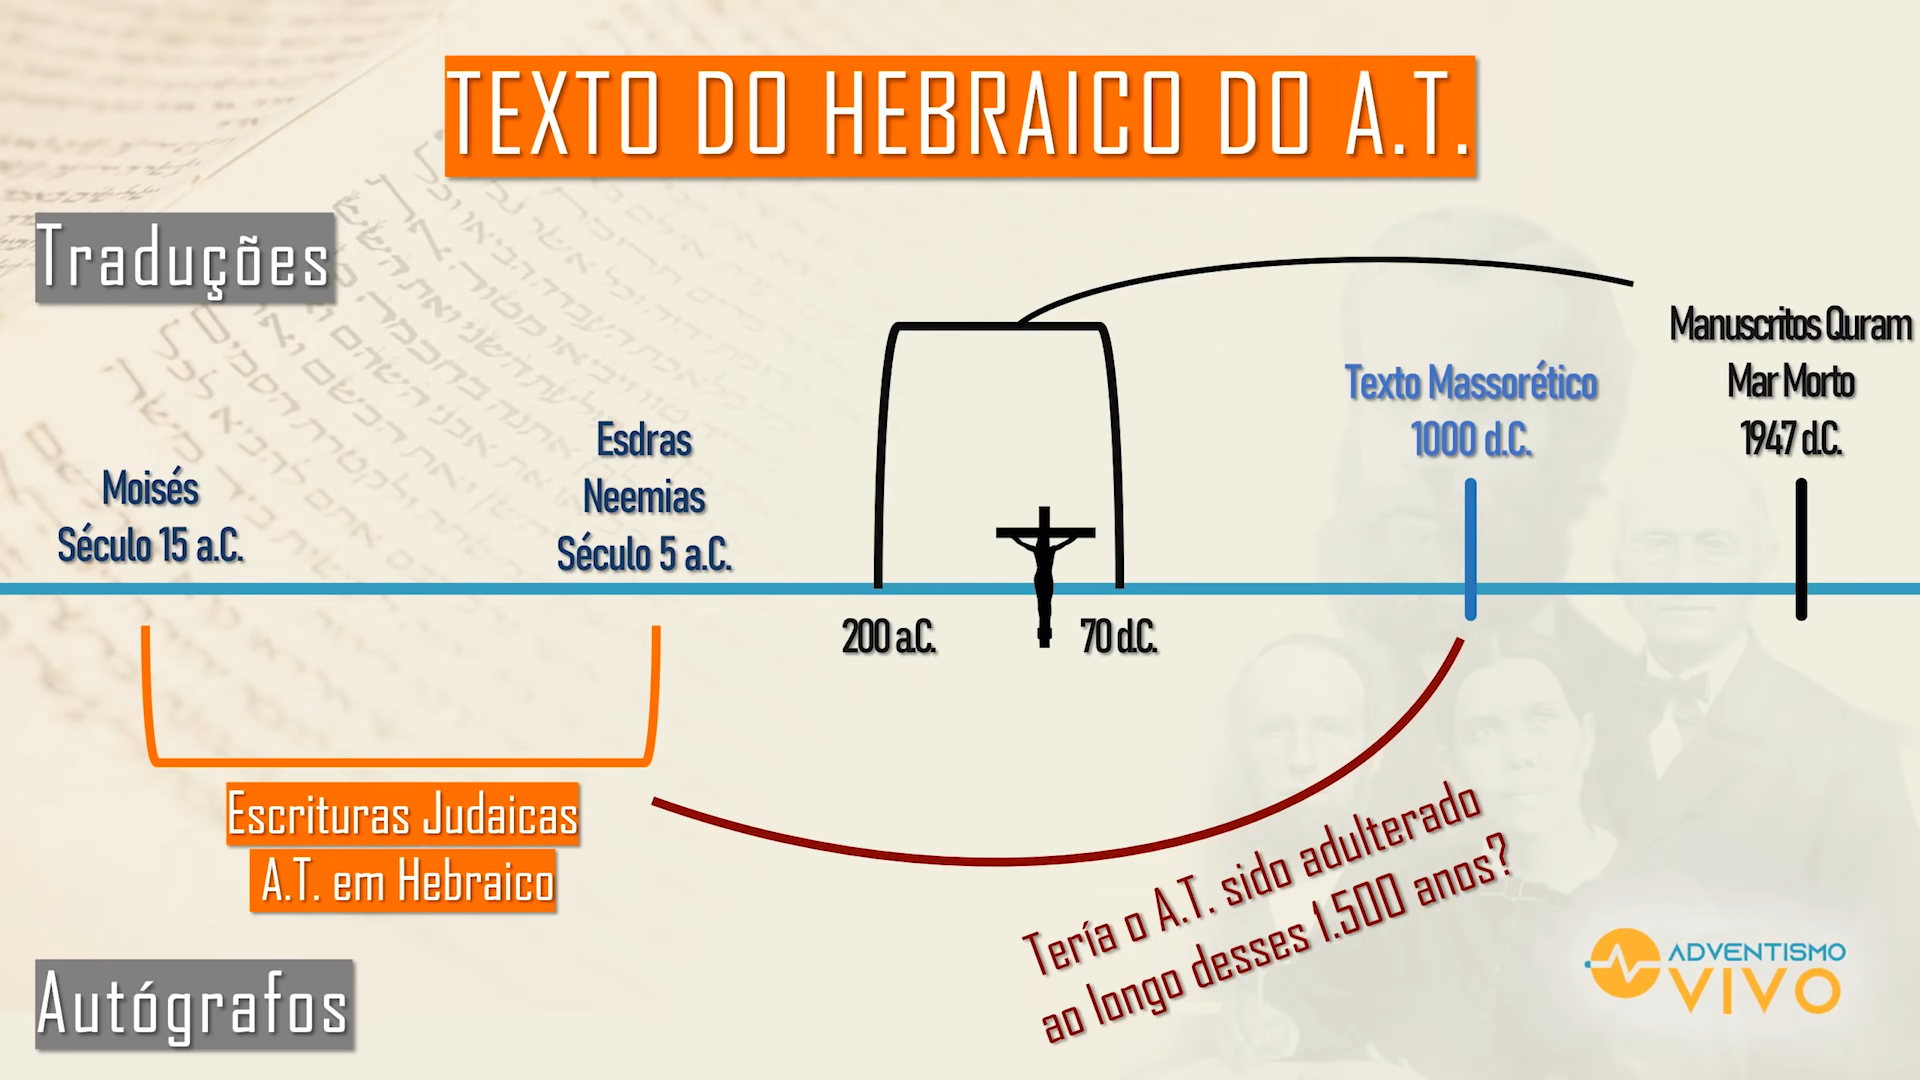 TEXTO DO HEBRAICO DO A.T.
Traduções
Manuscritos Quram
Mar Morto
1947 d.C.
Texto Massorético
1000 d.C.
Esdras
Neemias
Século 5 a.C.
Moisés
Século 15 a.C.
200 a.C.
70 d.C.
Escrituras Judaicas
A.T. em Hebraico
Tería o A.T. sido adulterado
ao longo desses 1.500 anos?
Autógrafos
ADVENTISMO
VIVO